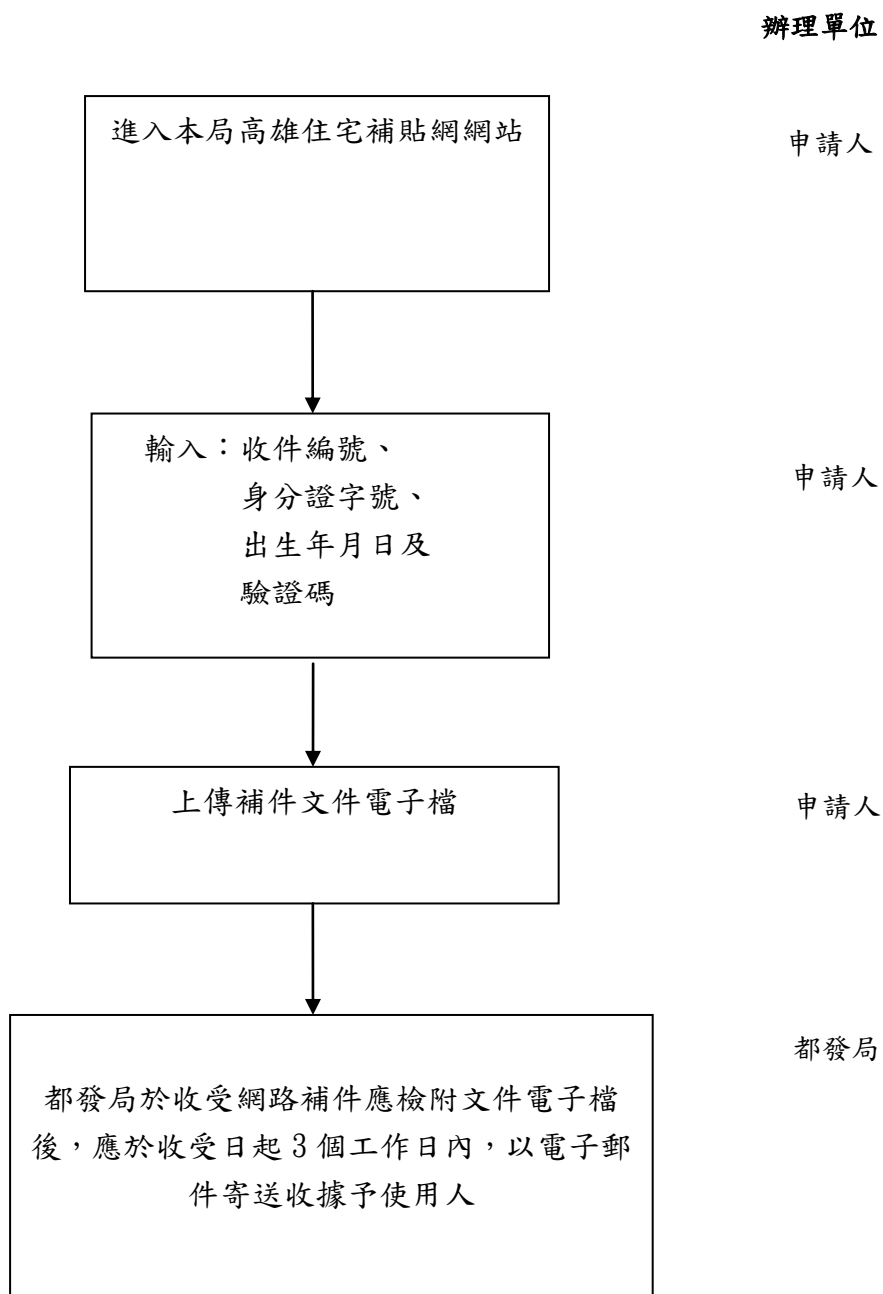 辦理單位
進入本局高雄住宅補貼網網站
申請人
輸入：收件編號、
身分證字號、
出生年月日及
驗證碼
申請人
上傳補件文件電子檔
申請人
都發局
都發局於收受網路補件應檢附文件電子檔
後，應於收受日起3個工作日內，以電子郵
件寄送收據予使用人